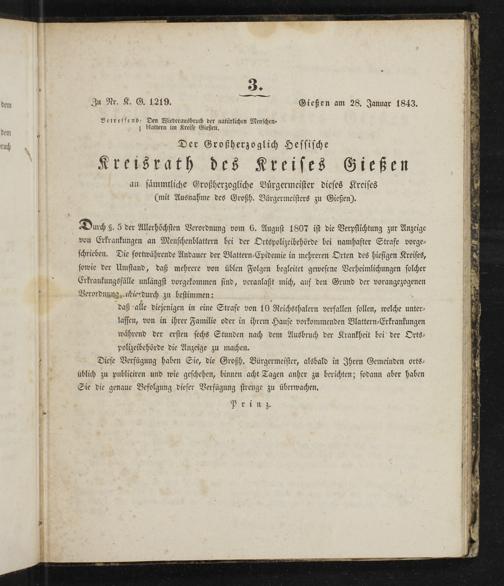 dem
dem
ruch
3.
Zu Nr. K. G. 1219.
Gießen am 28. Januar 1843.
Betreffend: Den Wiederausbruch der natürlichen Menschen-
blattern im Kreise Gießen.
Der Großherzoglich Hessische
Kreisrath des Kreises Gießen
an sämmtliche Großherzogliche Bürgermeister dieses Kreises
(mit Ausnahme des Großh. Bürgermeisters zu Gießen).
Durch §. 5 der Allerhöchsten Verordnung vom 6. August 1807 ist die Verpflichtung zur Anzeige
von Erkrankungen an Menschenblattern bei der Ortspolizeibehörde bei namhafter Strafe vorge-
schrieben. Die fortwährende Andauer der Blattern-Epidemie in mehreren Orten des hiesigen Kreises,
sowie der Umstand, daß mehrere von üblen Folgen begleitet gewesene Verheimlichungen solcher
Erkrankungsfälle unlängst vorgekommen sind, veranlaßt mich, auf den Grund der vorangezogenen
Verordnung, hierdurch zu bestimmen:
daß alle diejenigen in eine Strafe von 10 Reichsthalern verfallen sollen, welche unter-
lassen, von in ihrer Familie oder in ihrem Hause vorkommenden Blattern-Erkrankungen
während der ersten sechs Stunden nach dem Ausbruch der Krankheit bei der Orts-
polizeibehörde die Anzeige zu machen.
Diese Verfügung haben Sie, die Großh. Bürgermeister, alsbald in Ihren Gemeinden orts-
üblich zu publiciren und wie geschehen, binnen acht Tagen anher zu berichten; sodann aber haben
Sie die genaue Befolgung dieser Verfügung strenge zu überwachen.
Prinz.